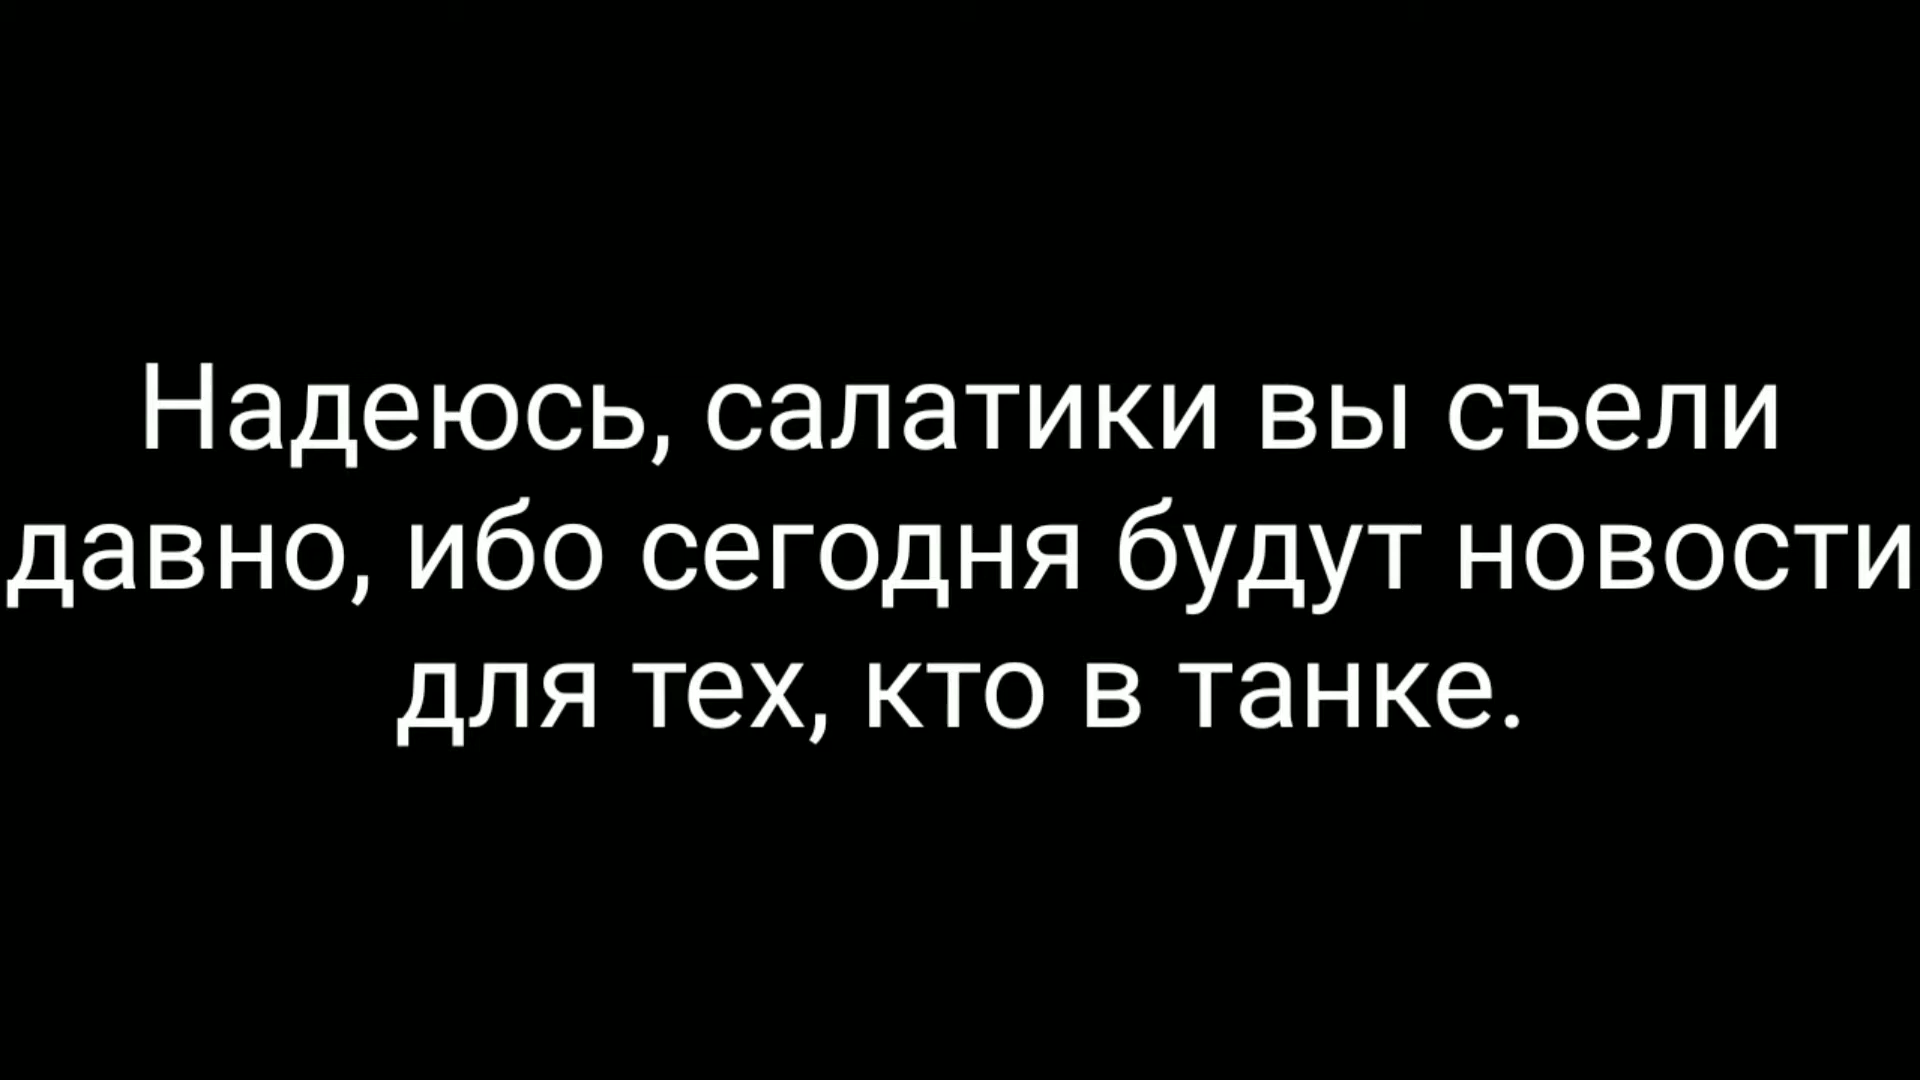 Надеюсь, салатики вы съели
давно, ибо сегодня будут новости
для тех, кто в танке.